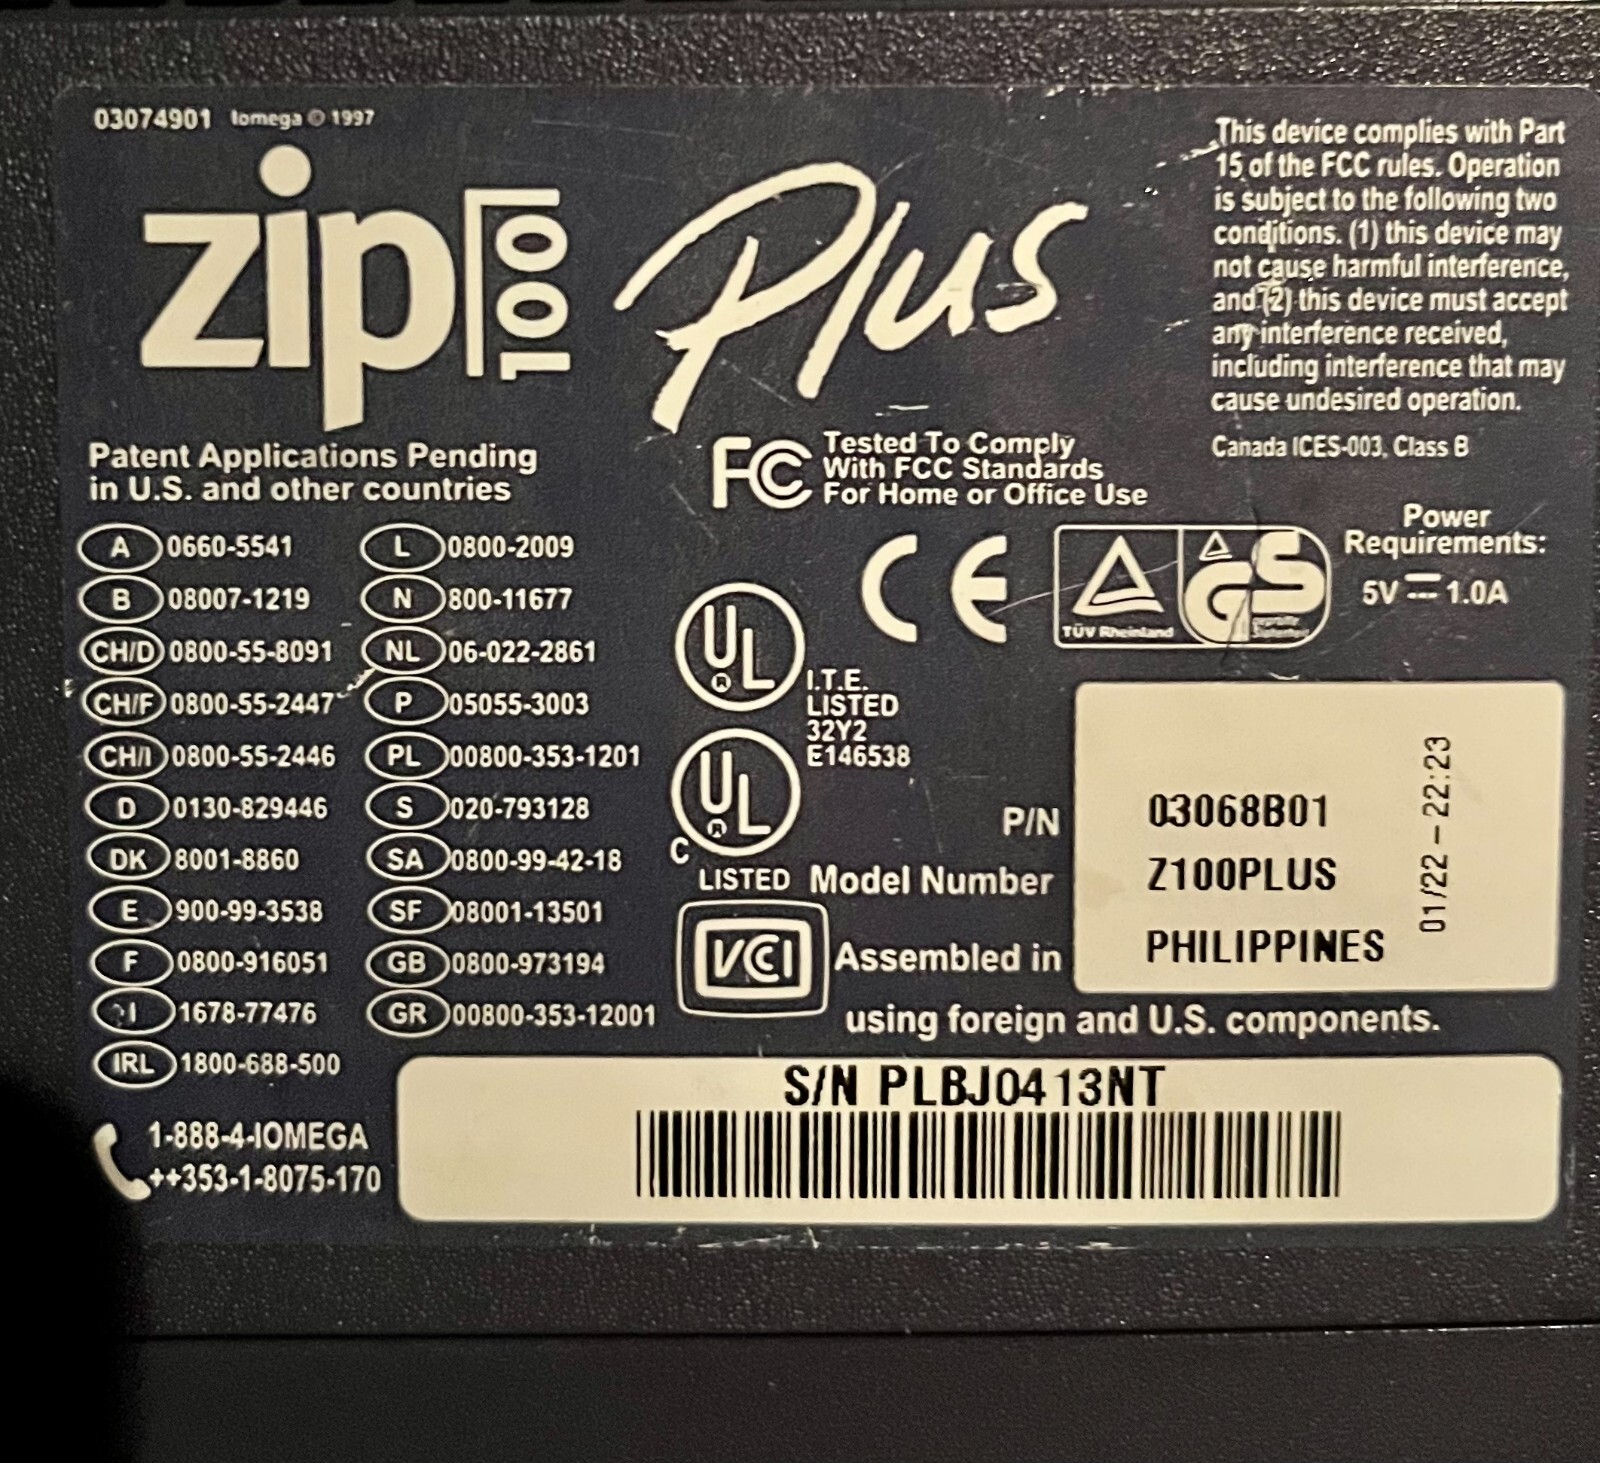 03074901 Iomega © 1997
zip 100 Plus
This device complies with Part
15 of the FCC rules. Operation
is subject to the following two
conditions. (1) this device may
not cause harmful interference,
and (2) this device must accept
any interference received,
including interference that may
cause undesired operation.
Canada ICES-003, Class B
Patent Applications Pending
in U.S. and other countries
FC Tested To Comply
With FCC Standards
For Home or Office Use
Power
Requirements:
5V ⎓ 1.0A
A 0660-5541
B 08007-1219
CH/D 0800-55-8091
CH/F 0800-55-2447
CH/I 0800-55-2446
D 0130-829446
DK 8001-8860
E 900-99-3538
F 0800-916051
I 1678-77476
IRL 1800-688-500
L 0800-2009
N 800-11677
NL 06-022-2861
P 05055-3003
PL 00800-353-1201
S 020-793128
SA 0800-99-42-18
SF 08001-13501
GB 0800-973194
GR 00800-353-12001
CE
TÜV Rheinland
GS
geprüfte
Sicherheit
UL ®
I.T.E.
LISTED
32Y2
E146538
C UL ®
LISTED
VCCI
P/N 03068B01
Model Number Z100PLUS
Assembled in PHILIPPINES
01/22-22:23
using foreign and U.S. components.
S/N PLBJ0413NT
1-888-4-IOMEGA
++353-1-8075-170